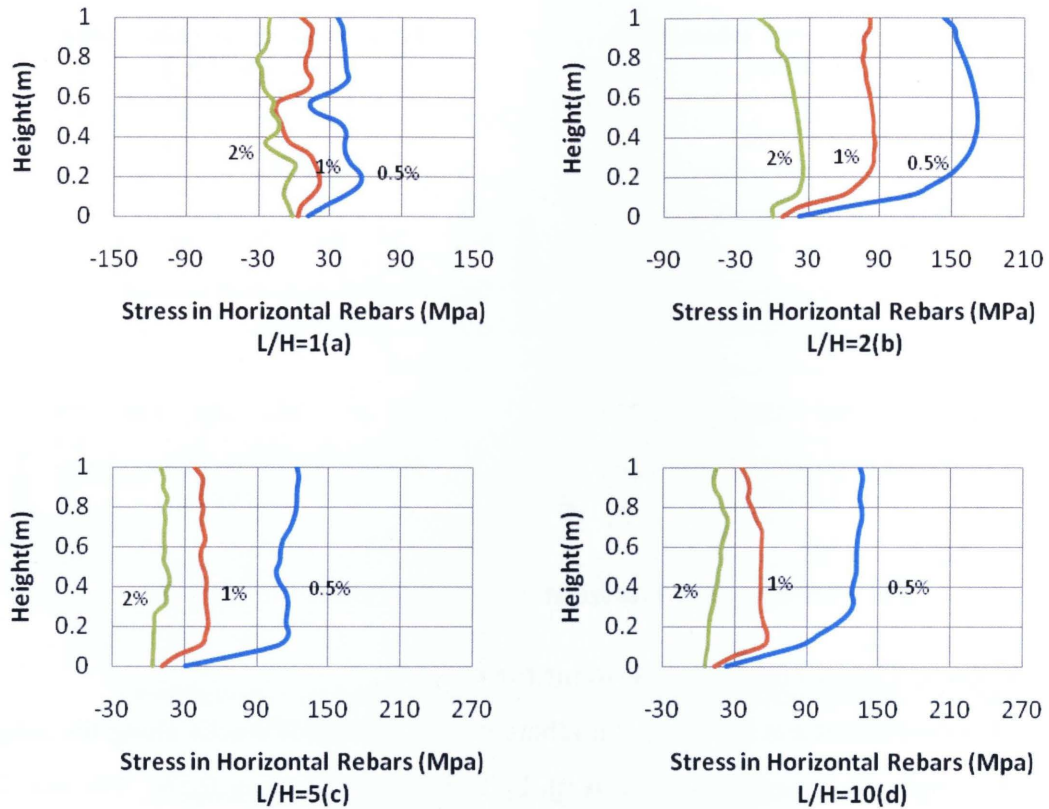 Height(m)
1
0.8
0.6
0.4
0.2
0
2%
1%
0.5%
-150 -90 -30 30 90 150
Stress in Horizontal Rebars (Mpa)
L/H=1(a)
Height(m)
1
0.8
0.6
0.4
0.2
0
2%
1%
0.5%
-90 -30 30 90 150 210
Stress in Horizontal Rebars (MPa)
L/H=2(b)
Height(m)
1
0.8
0.6
0.4
0.2
0
2%
1%
0.5%
-30 30 90 150 210 270
Stress in Horizontal Rebars (Mpa)
L/H=5(c)
Height(m)
1
0.8
0.6
0.4
0.2
0
2%
1%
0.5%
-30 30 90 150 210 270
Stress in Horizontal Rebars (Mpa)
L/H=10(d)